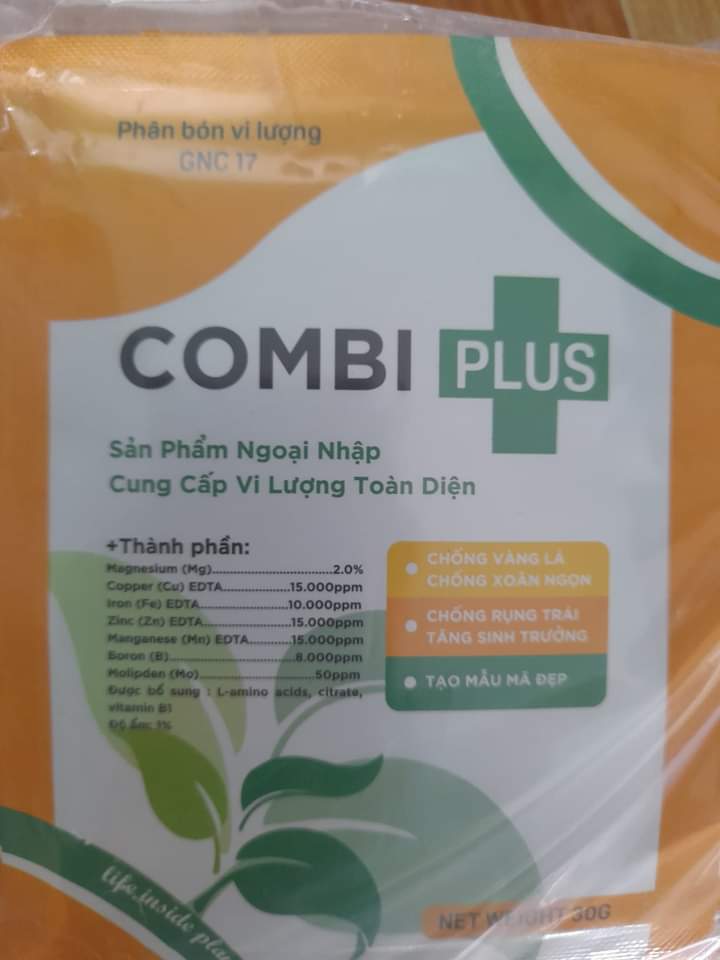 Phân bón vi lượng
GNC 17
COMBI PLUS
Sản Phẩm Ngoại Nhập
Cung Cấp Vi Lượng Toàn Diện
+Thành phần:
Magnesium (Mg)..............................2.0%
Copper (Cu) EDTA.................15.000ppm
Iron (Fe) EDTA........................10.000ppm
Zinc (Zn) EDTA.......................15.000ppm
Manganese (Mn) EDTA..........15.000ppm
Boron (B)................................8.000ppm
Molipden (Mo)..............................50ppm
Được bổ sung : L-amino acids, citrate,
vitamin B1
Độ ẩm: 1%
CHỐNG VÀNG LÁ
CHỐNG XOĂN NGỌN
CHỐNG RỤNG TRÁI
TĂNG SINH TRƯỞNG
TẠO MẪU MÃ ĐẸP
life inside
NET WEIGHT 30G